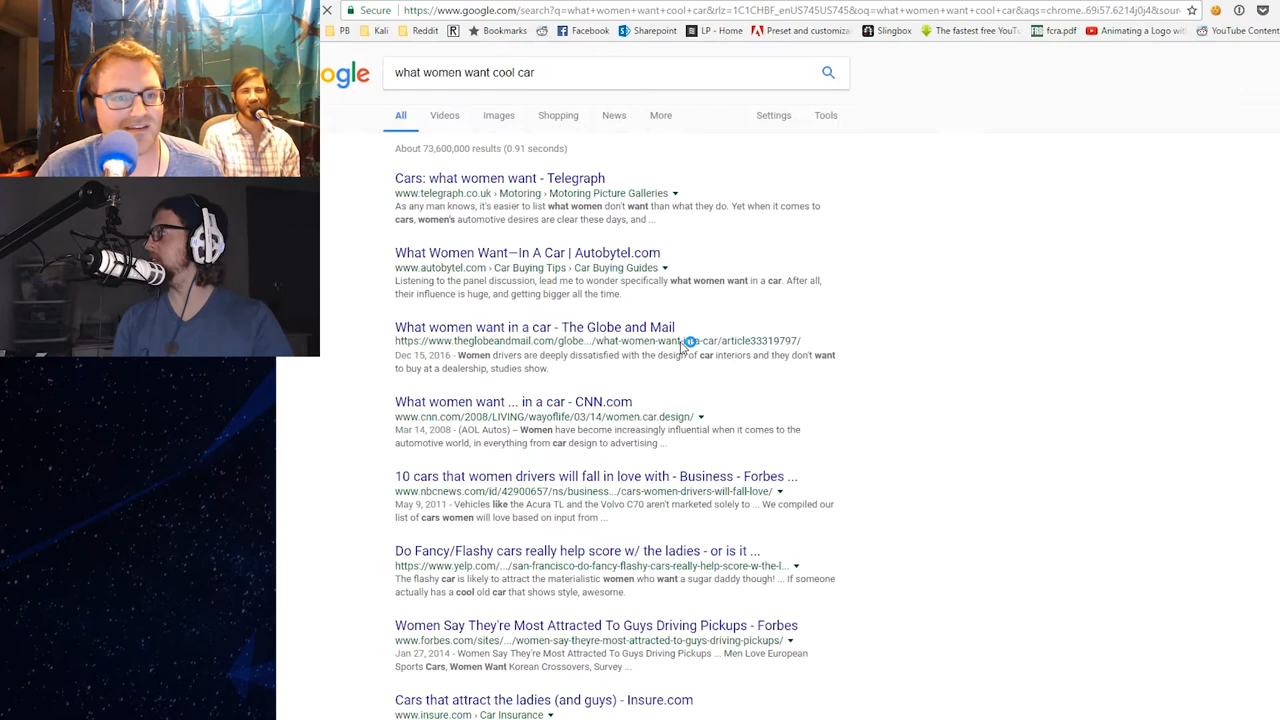 Secure https://www.google.com/search?q=what+women+want+cool+car&rlz=1C1CHBF_enUS745US745&oq=what+women+want+cool+car&aqs=chrome..69i57.6214j0j4&sour
PB Kali Reddit R Bookmarks Facebook Sharepoint LP - Home Preset and customiza Slingbox The fastest free YouT fcra.pdf Animating a Logo wit YouTube Content
ogle what women want cool car
All Videos Images Shopping News More Settings Tools
About 73,600,000 results (0.91 seconds)
Cars: what women want - Telegraph
www.telegraph.co.uk › Motoring › Motoring Picture Galleries
As any man knows, it's easier to list what women don't want than what they do. Yet when it comes to
cars, women's automotive desires are clear these days, and ...
What Women Want—In A Car | Autobytel.com
www.autobytel.com › Car Buying Tips › Car Buying Guides
Listening to the panel discussion, lead me to wonder specifically what women want in a car. After all,
their influence is huge, and getting bigger all the time.
What women want in a car - The Globe and Mail
https://www.theglobeandmail.com/globe.../what-women-want-in-a-car/article33319797/
Dec 15, 2016 - Women drivers are deeply dissatisfied with the design of car interiors and they don't want
to buy at a dealership, studies show.
What women want ... in a car - CNN.com
www.cnn.com/2008/LIVING/wayoflife/03/14/women.car.design/
Mar 14, 2008 - (AOL Autos) -- Women have become increasingly influential when it comes to the
automotive world, in everything from car design to advertising ...
10 cars that women drivers will fall in love with - Business - Forbes ...
www.nbcnews.com/id/42900657/ns/business.../cars-women-drivers-will-fall-love/
May 9, 2011 - Vehicles like the Acura TL and the Volvo C70 aren't marketed solely to ... We compiled our
list of cars women will love based on input from ...
Do Fancy/Flashy cars really help score w/ the ladies - or is it ...
https://www.yelp.com/.../san-francisco-do-fancy-flashy-cars-really-help-score-w-the-l...
The flashy car is likely to attract the materialistic women who want a sugar daddy though! ... If someone
actually has a cool old car that shows style, awesome.
Women Say They're Most Attracted To Guys Driving Pickups - Forbes
www.forbes.com/sites/.../women-say-theyre-most-attracted-to-guys-driving-pickups/
Jan 27, 2014 - Women Say They're Most Attracted To Guys Driving Pickups ... Men Love European
Sports Cars, Women Want Korean Crossovers, Survey ...
Cars that attract the ladies (and guys) - Insure.com
www.insure.com › Car Insurance